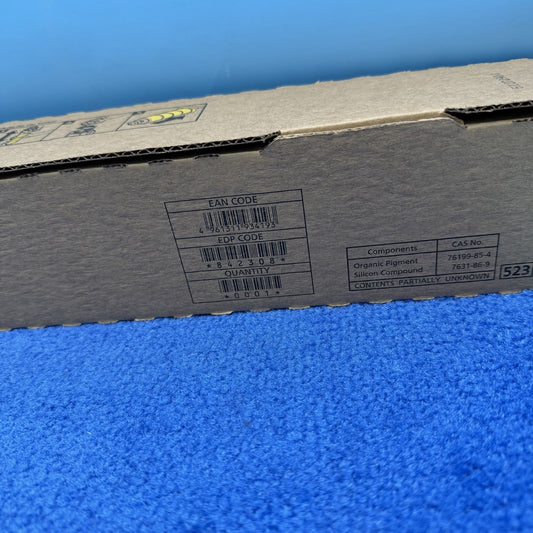 EAN CODE
4 961311 934193
EDP CODE
*842308*
QUANTITY
*0001*
Components CAS No.
Organic Pigment 76199-85-4
Silicon Compound 7631-86-9
CONTENTS PARTIALLY UNKNOWN
523